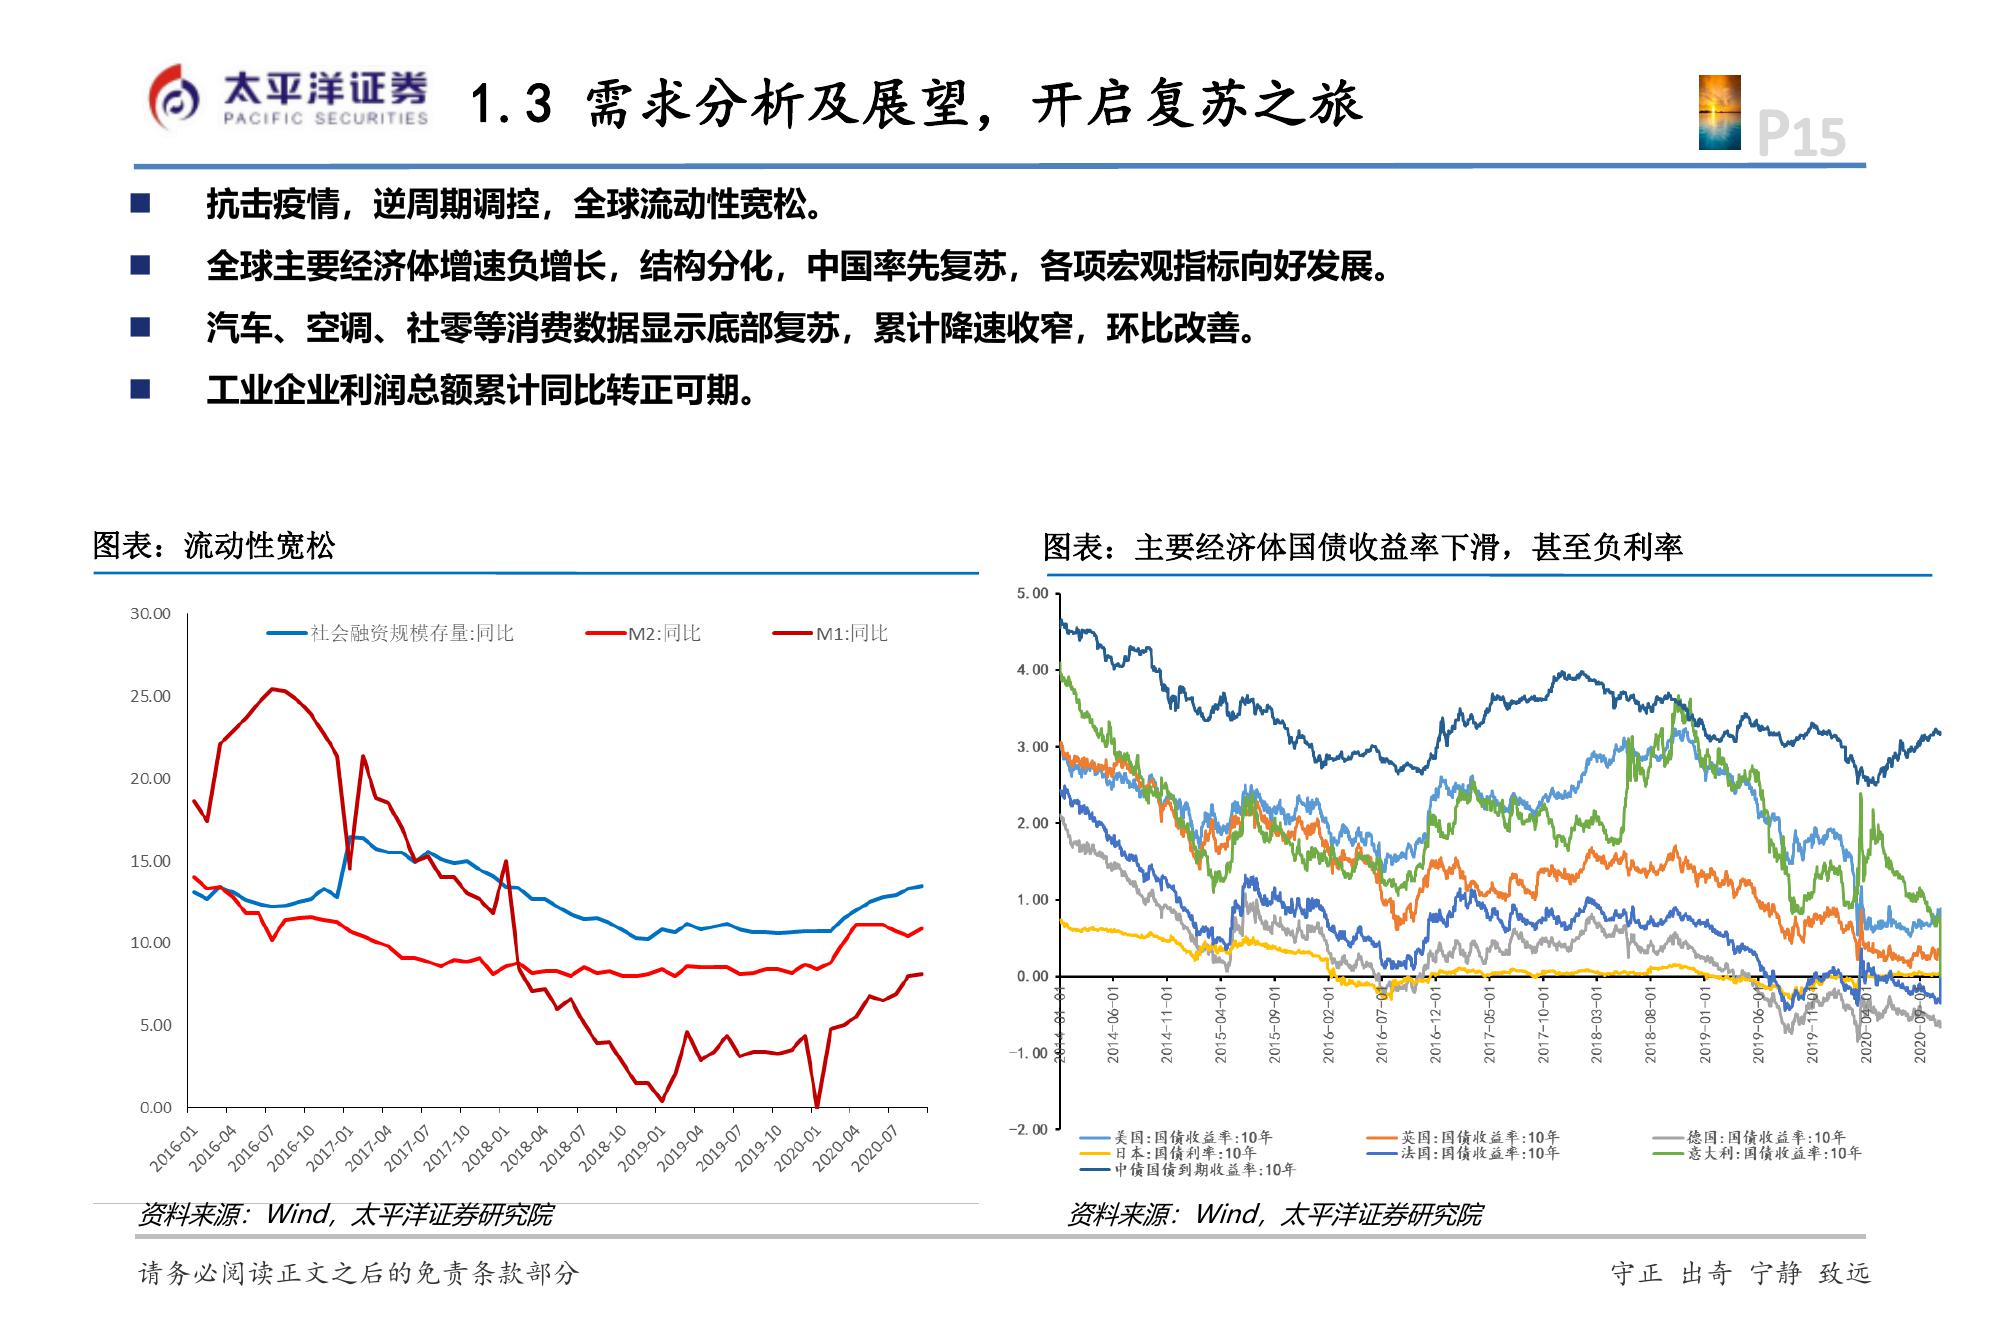 太平洋证券
PACIFIC SECURITIES
1.3 需求分析及展望，开启复苏之旅
P15
抗击疫情，逆周期调控，全球流动性宽松。
全球主要经济体增速负增长，结构分化，中国率先复苏，各项宏观指标向好发展。
汽车、空调、社零等消费数据显示底部复苏，累计降速收窄，环比改善。
工业企业利润总额累计同比转正可期。
图表：流动性宽松
30.00
25.00
20.00
15.00
10.00
5.00
0.00
社会融资规模存量:同比 M2:同比 M1:同比
2016-01 2016-04 2016-07 2016-10 2017-01 2017-04 2017-07 2017-10 2018-01 2018-04 2018-07 2018-10 2019-01 2019-04 2019-07 2019-10 2020-01 2020-04 2020-07
资料来源：Wind，太平洋证券研究院
图表：主要经济体国债收益率下滑，甚至负利率
5.00
4.00
3.00
2.00
1.00
0.00
-1.00
-2.00
2014-01-01 2014-06-01 2014-11-01 2015-04-01 2015-09-01 2016-02-01 2016-07-01 2016-12-01 2017-05-01 2017-10-01 2018-03-01 2018-08-01 2019-01-01 2019-06-01 2019-11-01 2020-04-01 2020-09-01
美国:国债收益率:10年 英国:国债收益率:10年 德国:国债收益率:10年
日本:国债利率:10年 法国:国债收益率:10年 意大利:国债收益率:10年
中债国债到期收益率:10年
资料来源：Wind，太平洋证券研究院
请务必阅读正文之后的免责条款部分
守正 出奇 宁静 致远